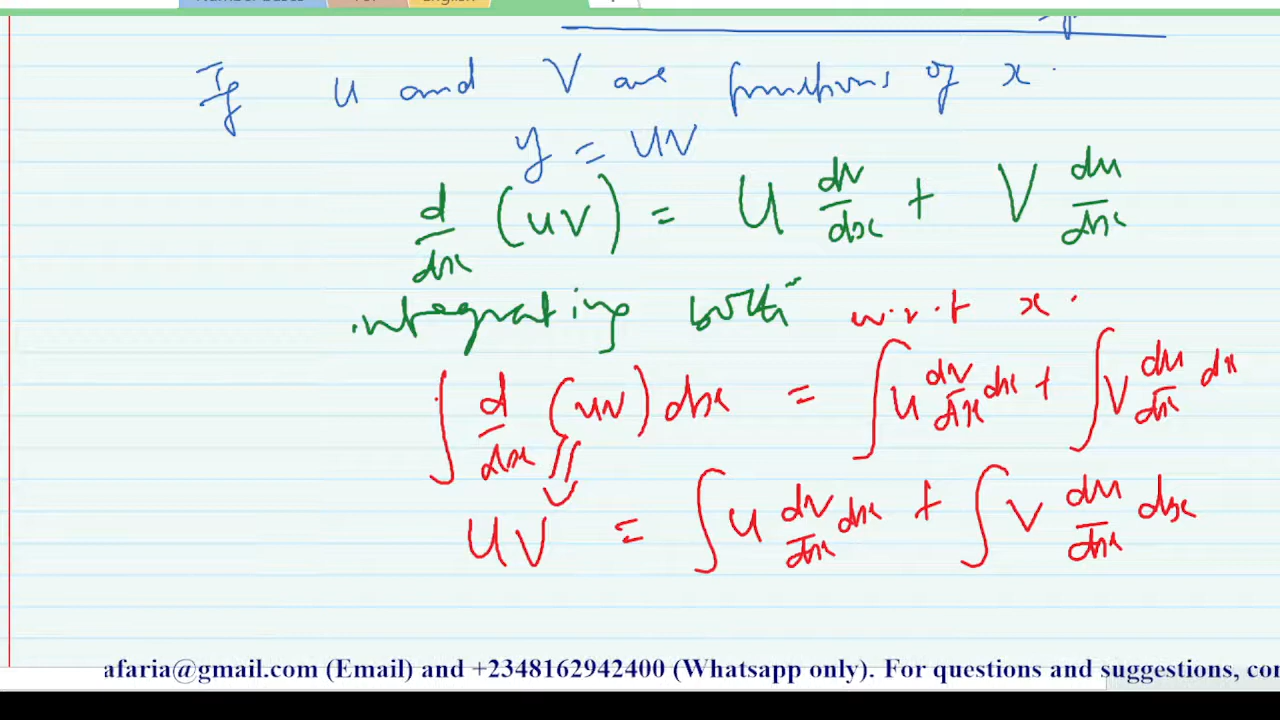 English
If u and v are functions of x.
y = uv
d/dx (uv) = u dv/dx + v du/dx
integrating both w.r.t x.
∫ d/dx (uv) dx = ∫ u dv/dx dx + ∫ v du/dx dx
uv = ∫ u dv/dx dx + ∫ v du/dx dx
afaria@gmail.com (Email) and +2348162942400 (Whatsapp only). For questions and suggestions, con